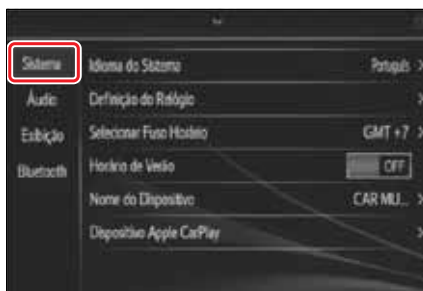 Sistema
Idioma do Sistema
Português
Áudio
Definição do Relógio
Exibição
Selecionar Fuso Horário
GMT +7
Bluetooth
Horário de Verão
OFF
Nome do Dispositivo
CAR MU...
Dispositivo Apple CarPlay